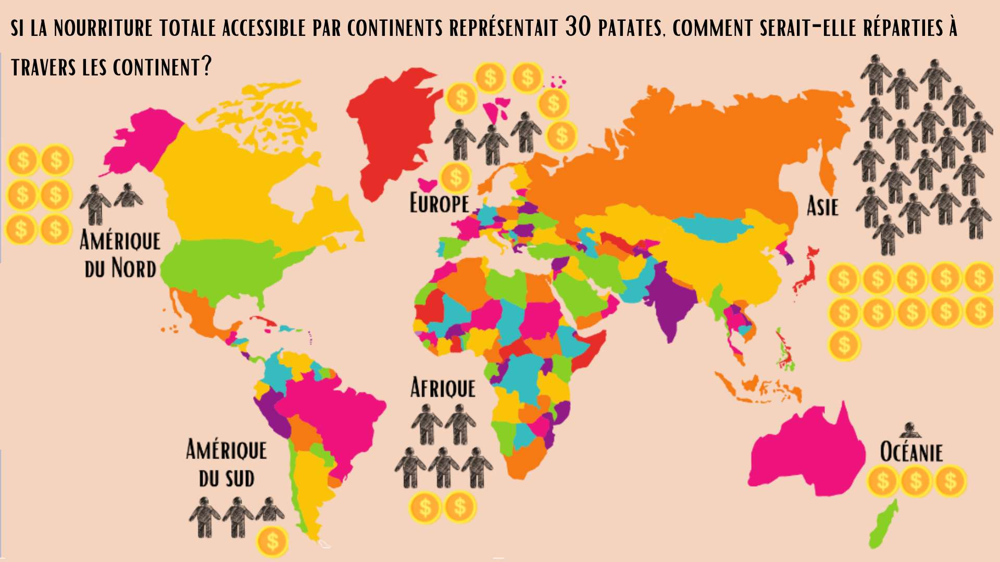 SI LA NOURRITURE TOTALE ACCESSIBLE PAR CONTINENTS REPRÉSENTAIT 30 PATATES, COMMENT SERAIT-ELLE RÉPARTIES À
TRAVERS LES CONTINENT?
EUROPE
ASIE
AMÉRIQUE
DU NORD
AFRIQUE
AMÉRIQUE
DU SUD
OCÉANIE